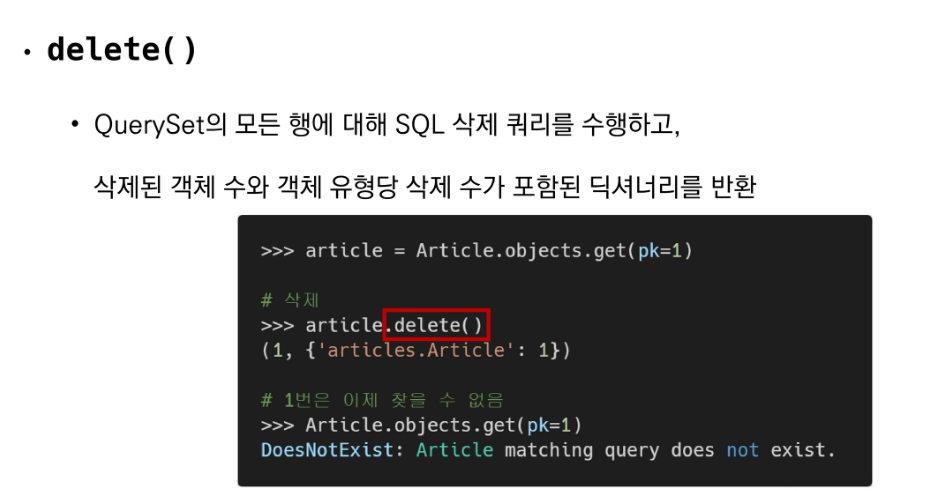 • delete()
• QuerySet의 모든 행에 대해 SQL 삭제 쿼리를 수행하고,
삭제된 객체 수와 객체 유형당 삭제 수가 포함된 딕셔너리를 반환
>>> article = Article.objects.get(pk=1)
# 삭제
>>> article.delete()
(1, {'articles.Article': 1})
# 1번은 이제 찾을 수 없음
>>> Article.objects.get(pk=1)
DoesNotExist: Article matching query does not exist.